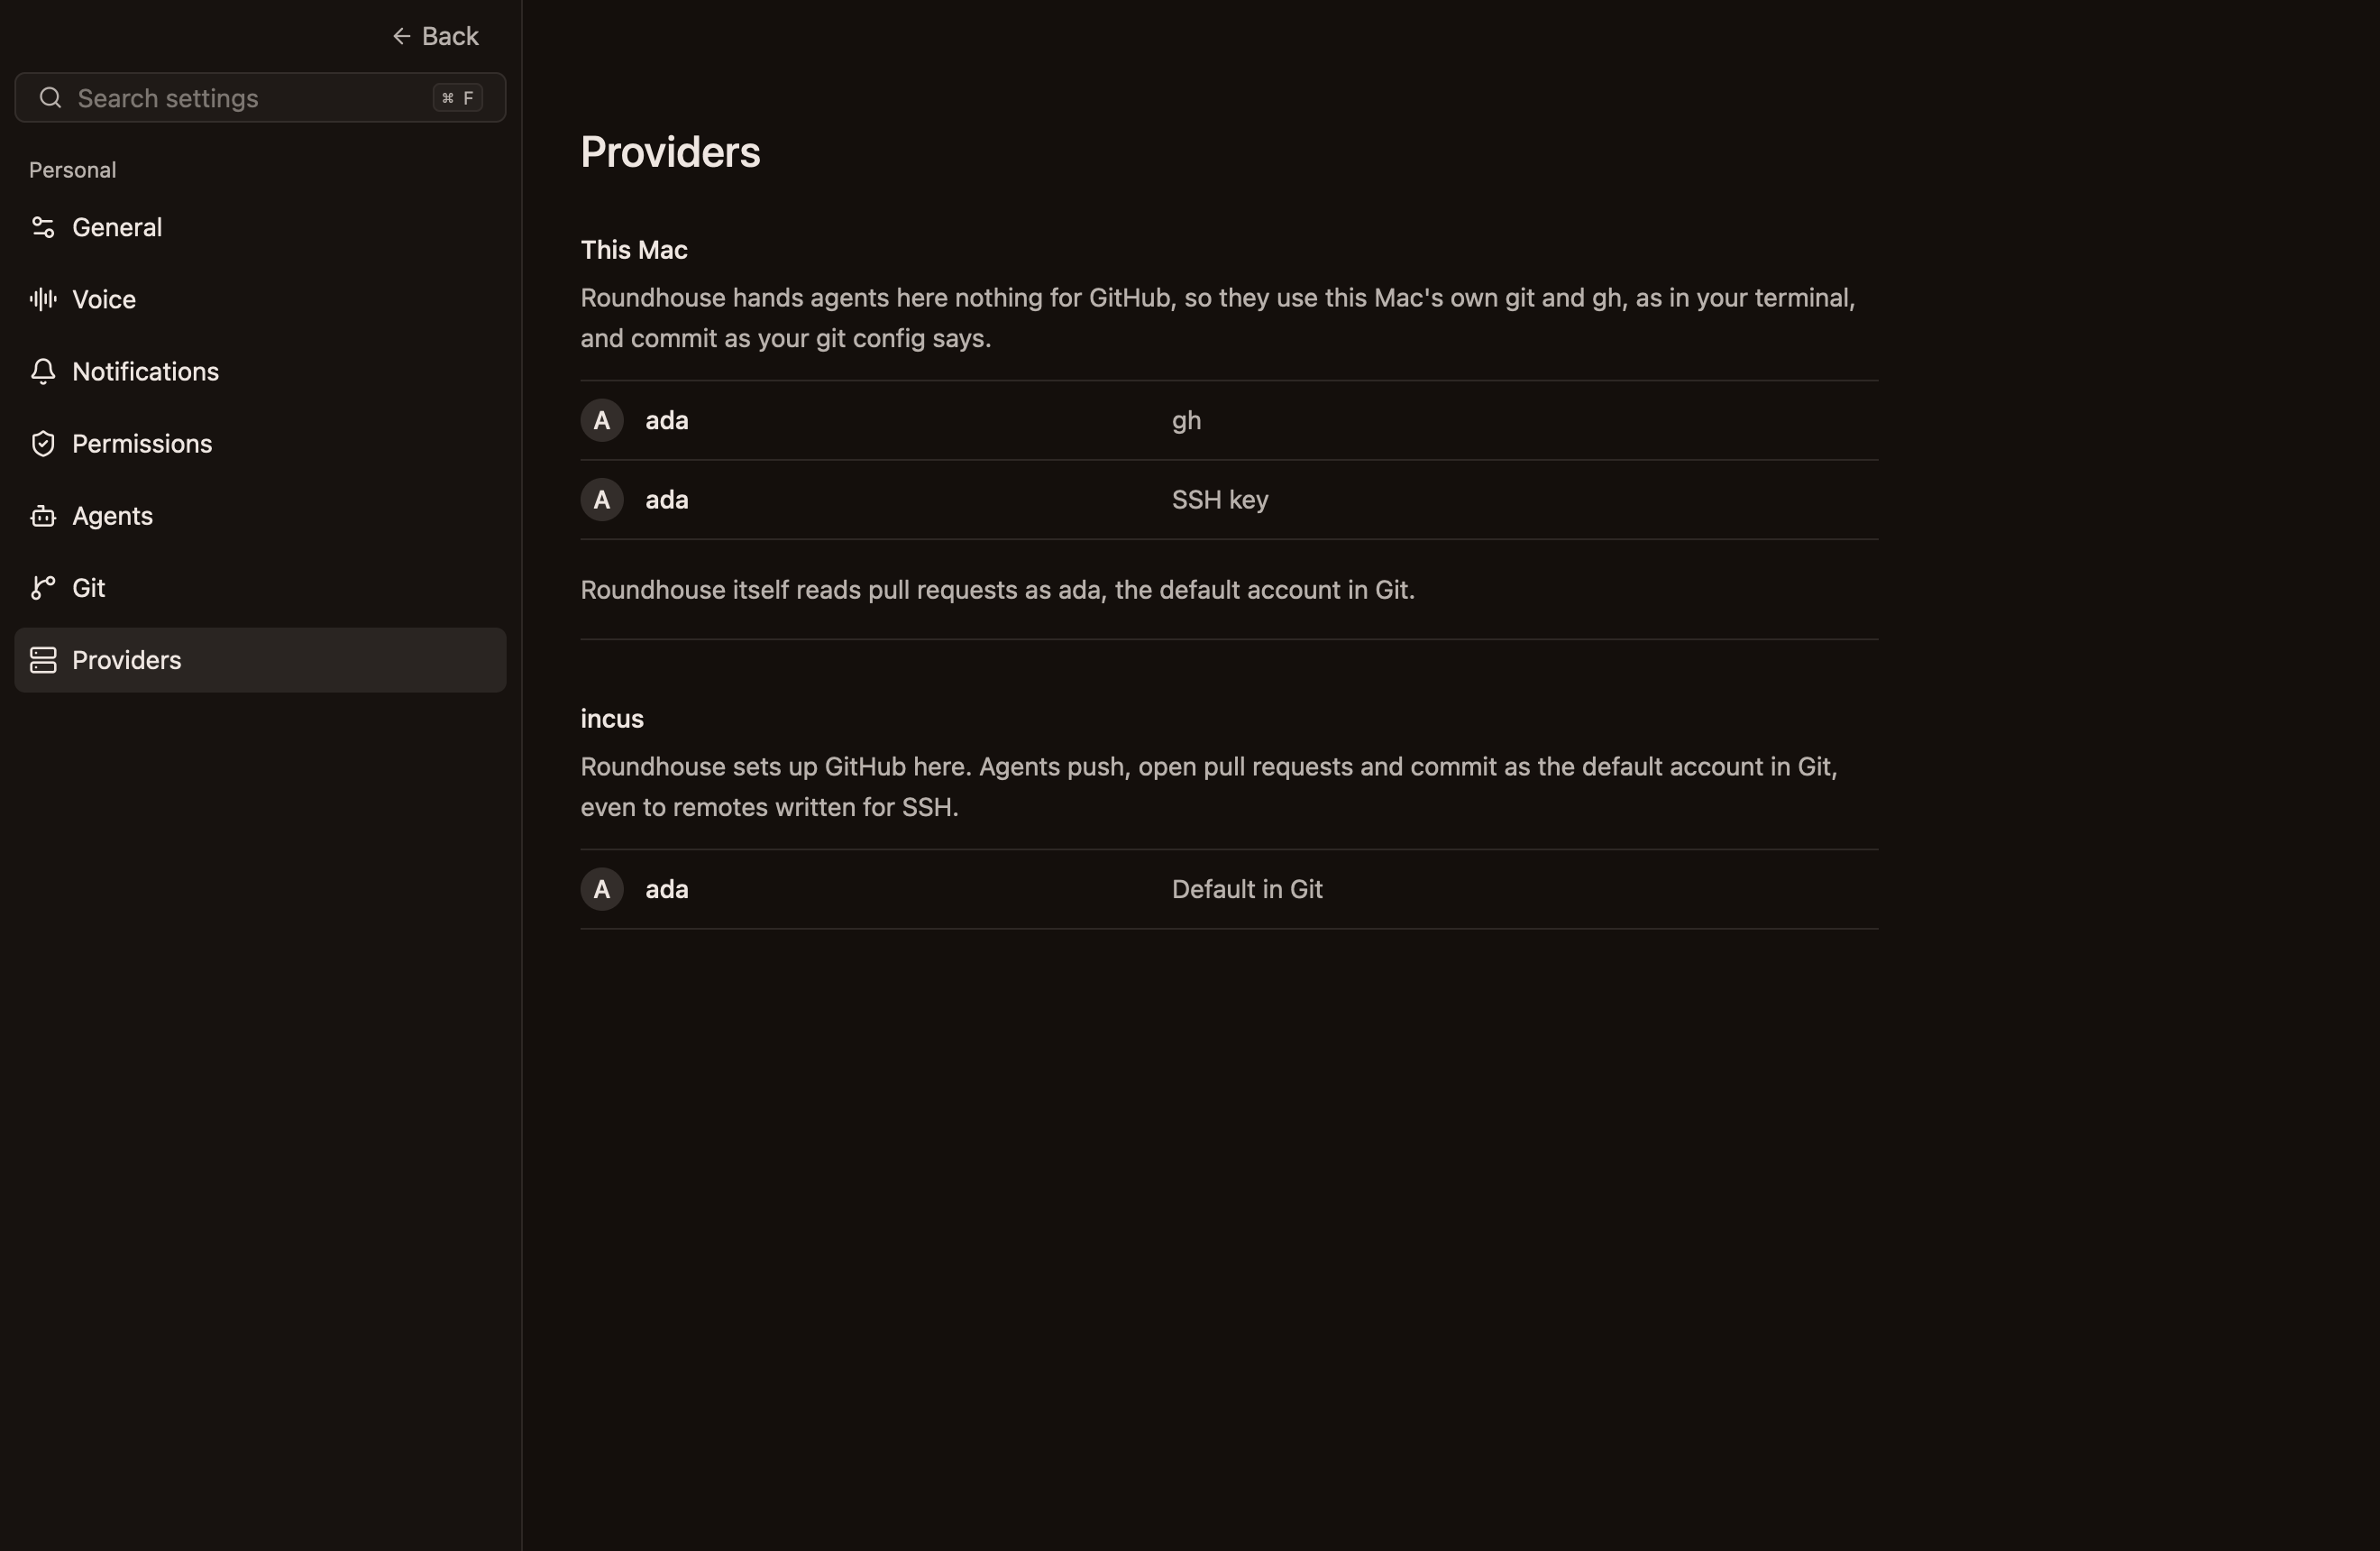 Back
Search settings
⌘ F
Personal
General
Voice
Notifications
Permissions
Agents
Git
Providers
Providers
This Mac
Roundhouse hands agents here nothing for GitHub, so they use this Mac's own git and gh, as in your terminal,
and commit as your git config says.
A ada gh
A ada SSH key
Roundhouse itself reads pull requests as ada, the default account in Git.
incus
Roundhouse sets up GitHub here. Agents push, open pull requests and commit as the default account in Git,
even to remotes written for SSH.
A ada Default in Git